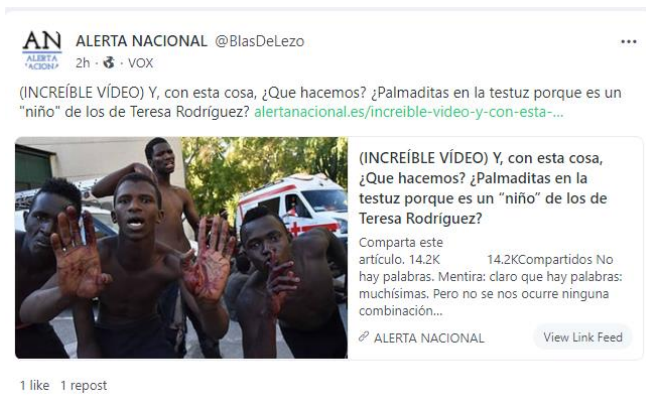 AN ALERTA NACIONAL @BlasDeLezo
ALERTA
2h · VOX
(INCREÍBLE VÍDEO) Y, con esta cosa, ¿Que hacemos? ¿Palmaditas en la testuz porque es un
"niño" de los de Teresa Rodríguez? alertanacional.es/increible-video-y-con-esta-...
(INCREÍBLE VÍDEO) Y, con esta cosa,
¿Que hacemos? ¿Palmaditas en la
testuz porque es un “niño” de los de
Teresa Rodríguez?
Comparta este
artículo. 14.2K 14.2KCompartidos No
hay palabras. Mentira: claro que hay palabras:
muchísimas. Pero no se nos ocurre ninguna
combinación...
ALERTA NACIONAL View Link Feed
1 like 1 repost